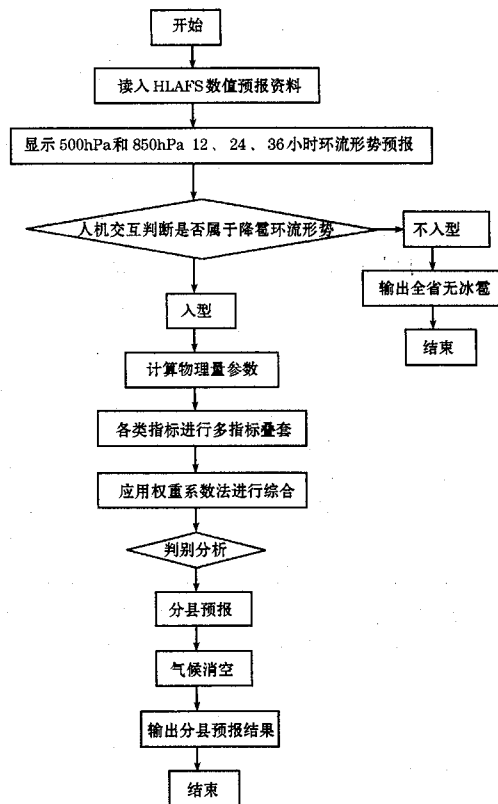 开始
读入HLAFS数值预报资料
显示500hPa和850hPa 12、24、36小时环流形势预报
人机交互判断是否属于降雹环流形势
不入型
输出全省无冰雹
结束
入型
计算物理量参数
各类指标进行多指标叠套
应用权重系数法进行综合
判别分析
分县预报
气候消空
输出分县预报结果
结束